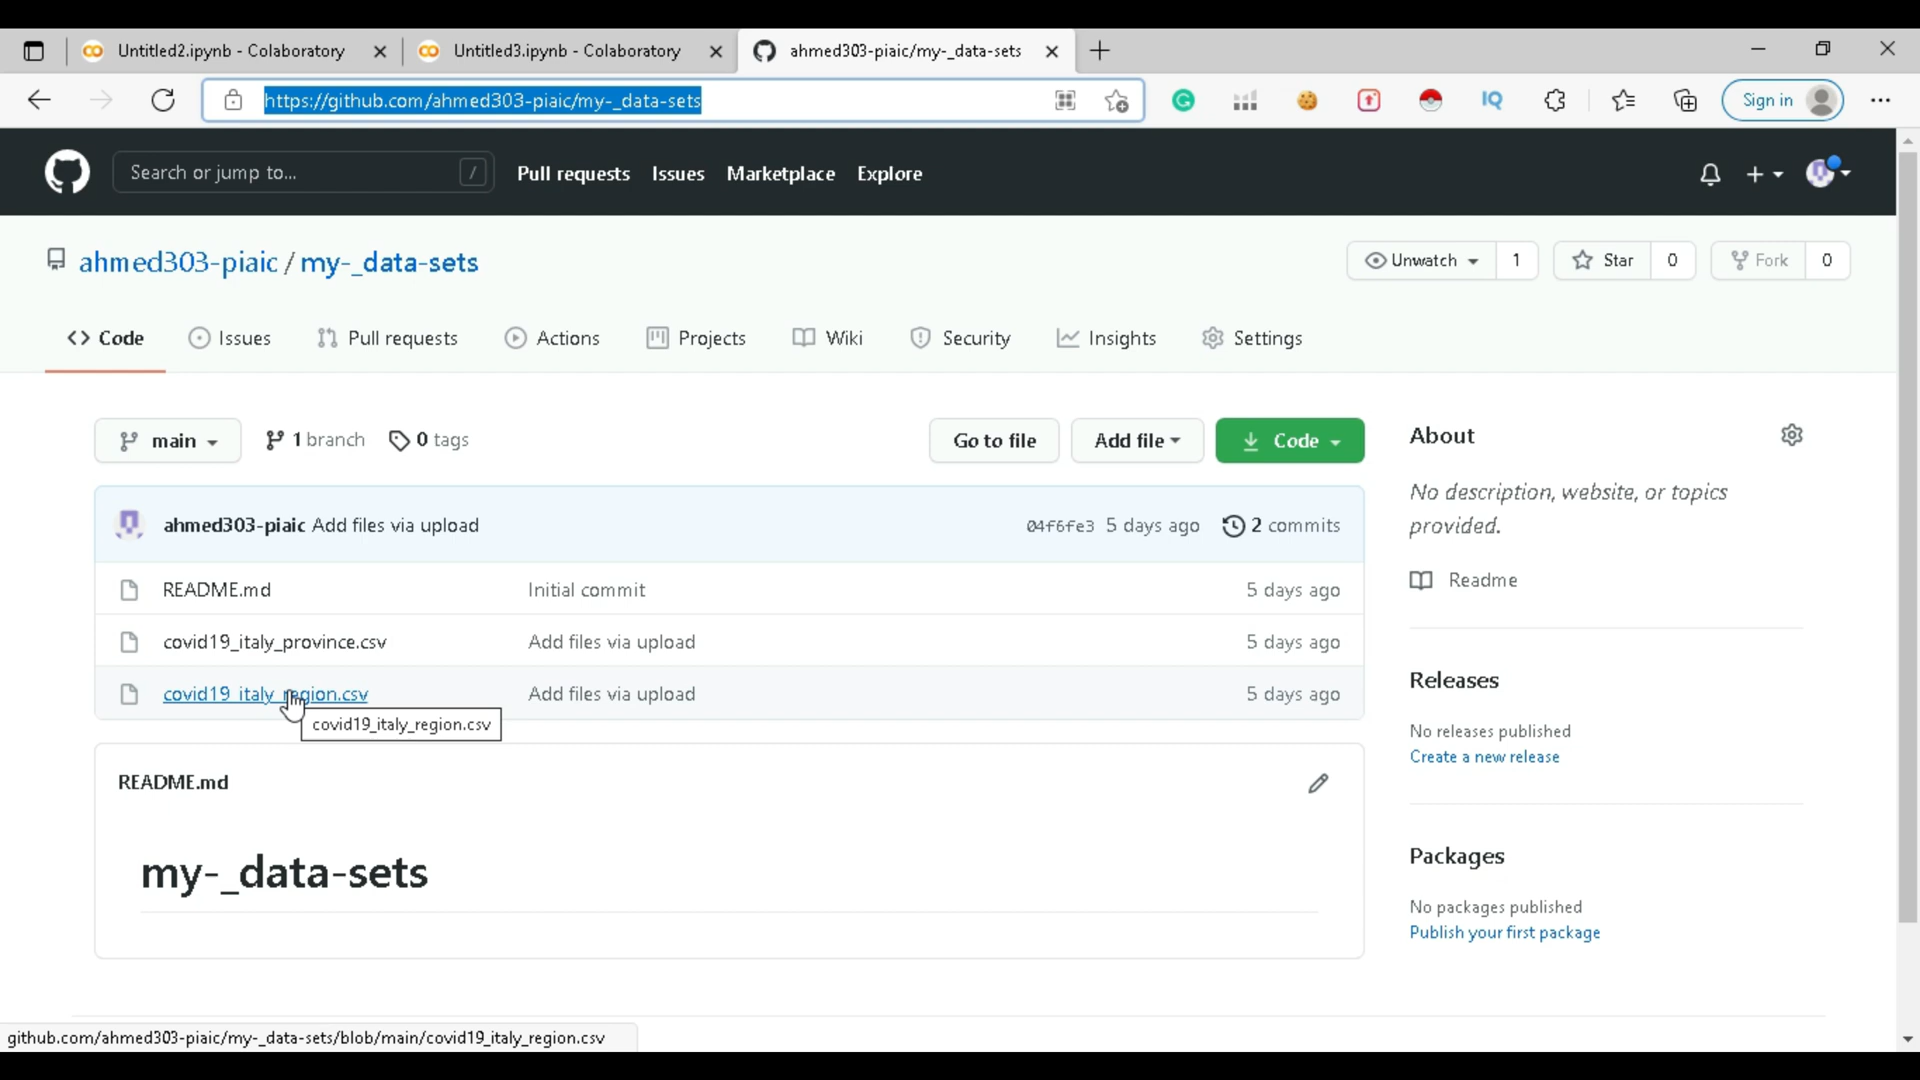 Untitled2.ipynb - Colaboratory
Untitled3.ipynb - Colaboratory
ahmed303-piaic/my-_data-sets
https://github.com/ahmed303-piaic/my-_data-sets
IQ
Sign in
Search or jump to...
/
Pull requests
Issues
Marketplace
Explore
ahmed303-piaic / my-_data-sets
Unwatch 1
Star 0
Fork 0
Code
Issues
Pull requests
Actions
Projects
Wiki
Security
Insights
Settings
main
1 branch
0 tags
Go to file
Add file
Code
ahmed303-piaic Add files via upload
04f6fe3 5 days ago
2 commits
README.md Initial commit 5 days ago
covid19_italy_province.csv Add files via upload 5 days ago
covid19_italy_region.csv Add files via upload 5 days ago
covid19_italy_region.csv
README.md
my-_data-sets
About
No description, website, or topics
provided.
Readme
Releases
No releases published
Create a new release
Packages
No packages published
Publish your first package
github.com/ahmed303-piaic/my-_data-sets/blob/main/covid19_italy_region.csv